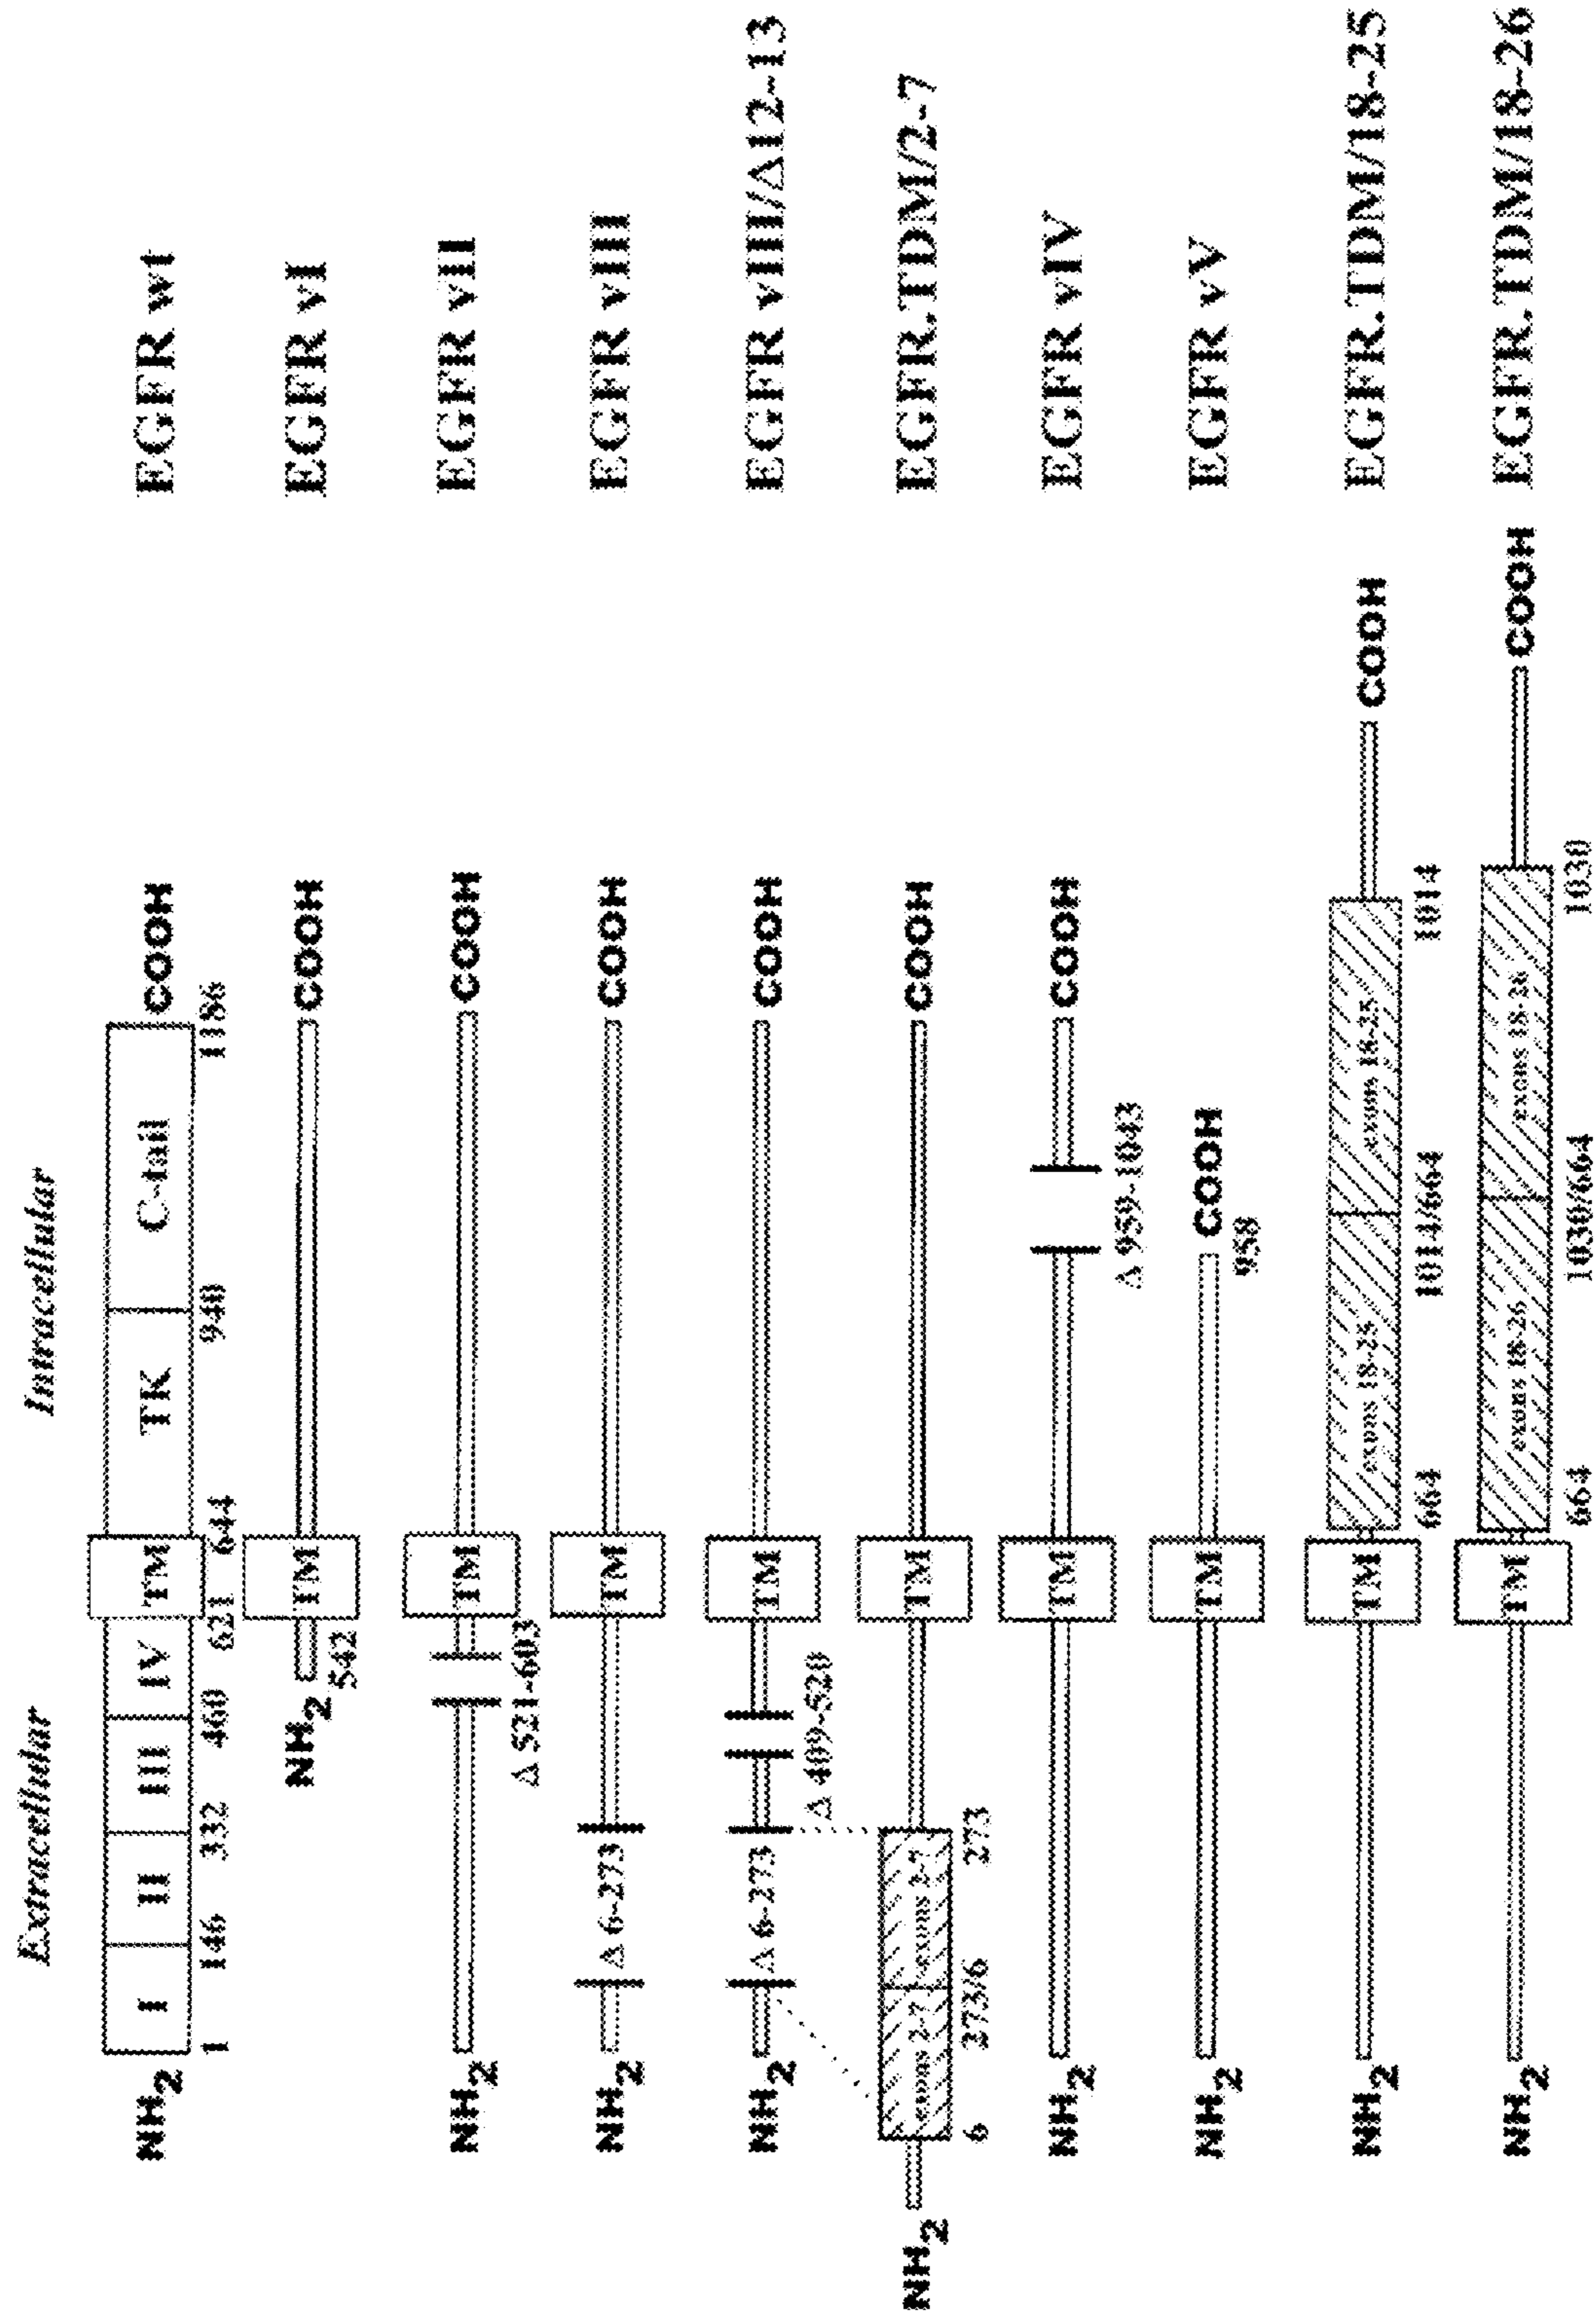 Extracellular Intracellular
NH2 I II III IV TM TK C-tail COOH EGFR wt
1 146 332 460 621 644 940 1186
NH2 TM COOH EGFR vI
542
NH2 TM COOH EGFR vII
Δ 521-603
NH2 Δ 6-273 TM COOH EGFR vIII
NH2 Δ 6-273 TM COOH EGFR vIII/Δ12-13
Δ 409-520
NH2 exons 2-7 exons 2-7 TM COOH EGFR.TDM/2-7
6 273/6 273
NH2 TM COOH EGFR vIV
Δ 959-1043
NH2 TM COOH EGFR vV
958
NH2 TM exons 18-25 exons 18-25 COOH EGFR.TDM/18-25
664 1014/664 1014
NH2 TM exons 18-26 exons 18-26 COOH EGFR.TDM/18-26
664 1030/664 1030